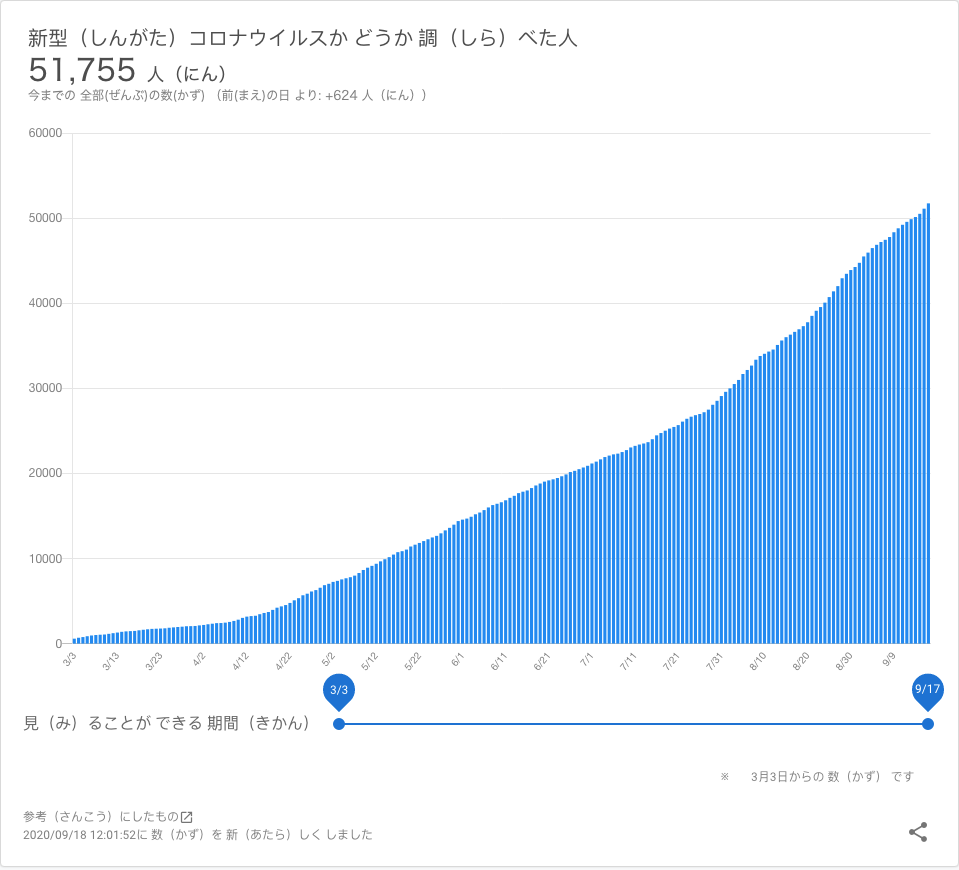 新型（しんがた）コロナウイルスか どうか 調（しら）べた人
51,755 人（にん）
今までの 全部(ぜんぶ)の数(かず) （前(まえ)の日 より: +624 人（にん））
60000
50000
40000
30000
20000
10000
0
3/3 3/13 3/23 4/2 4/12 4/22 5/2 5/12 5/22 6/1 6/11 6/21 7/1 7/11 7/21 7/31 8/10 8/20 8/30 9/9
3/3 9/17
見（み）ることが できる 期間（きかん）
※ 3月3日からの 数（かず） です
参考（さんこう）にしたもの
2020/09/18 12:01:52に 数（かず）を 新（あたら）しく しました